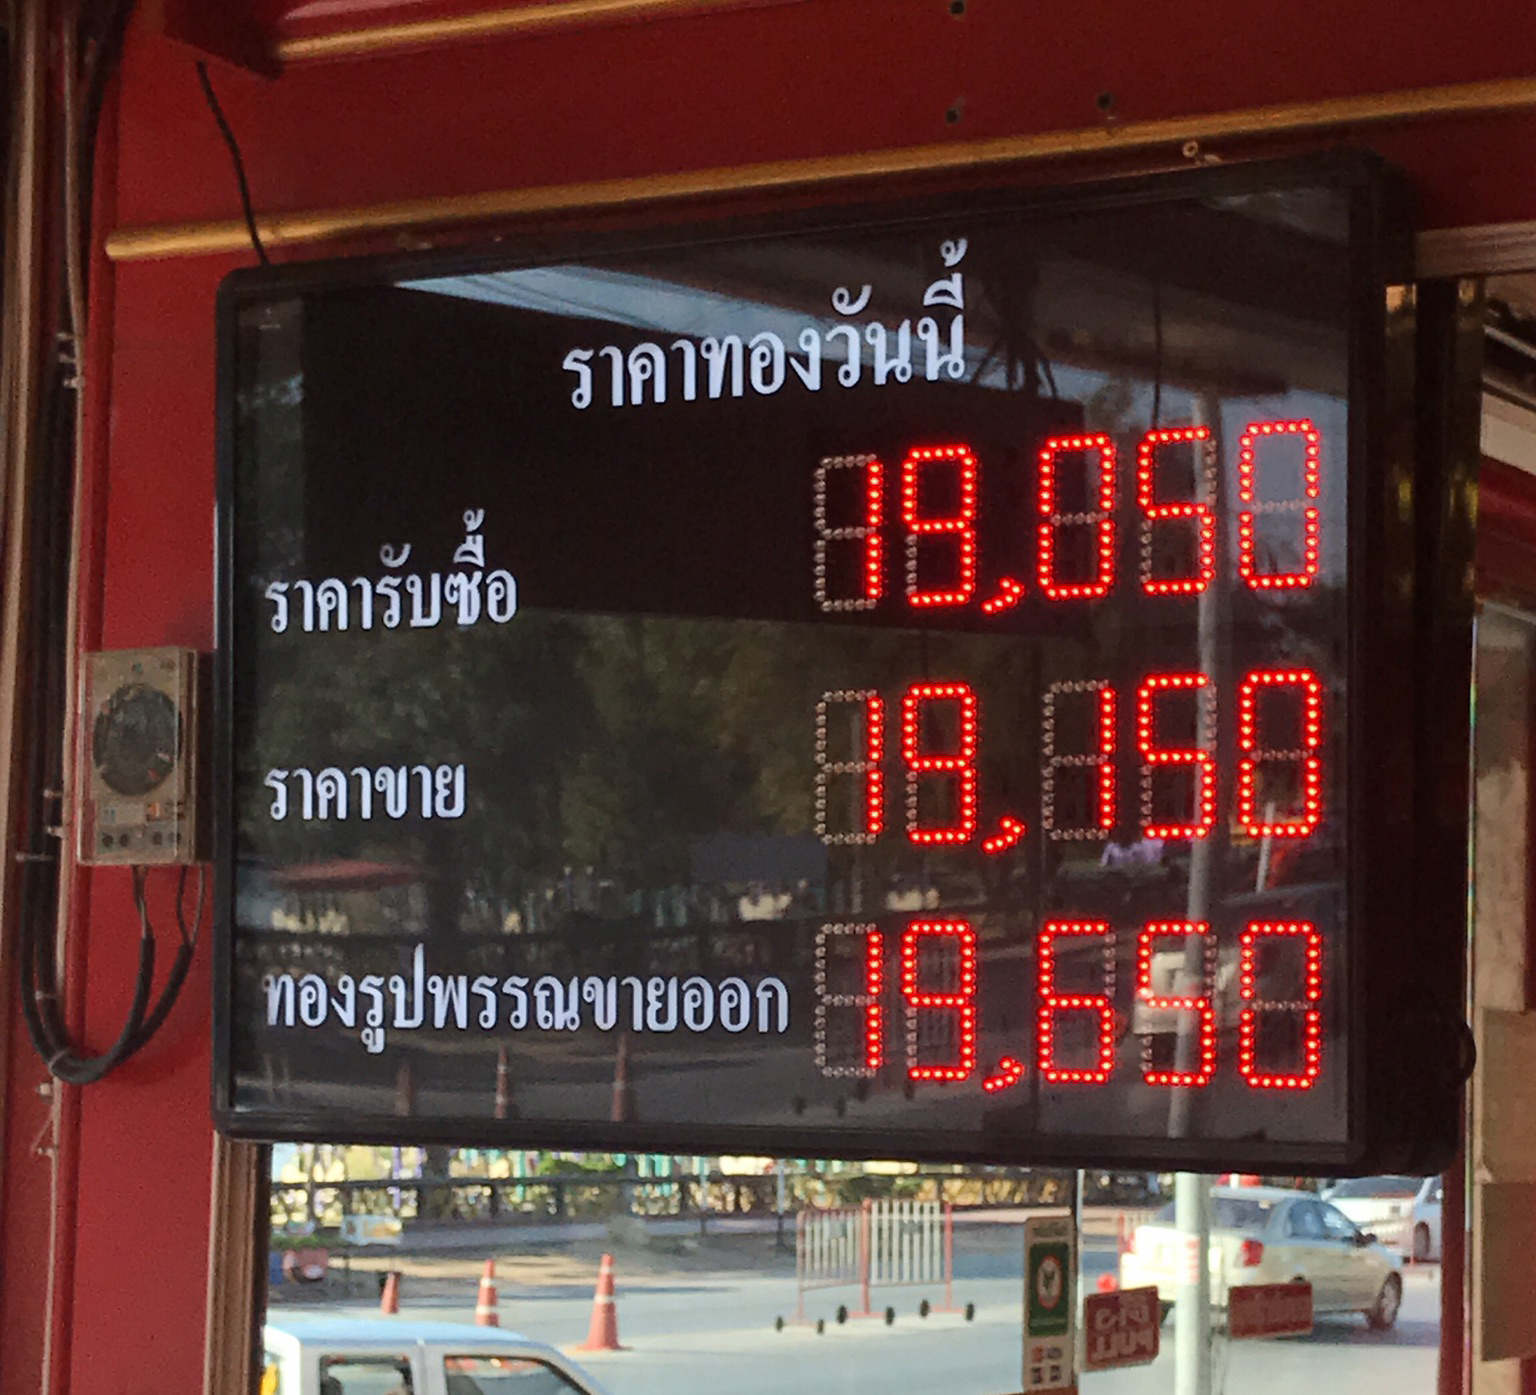 ราคาทองวันนี้
ราคารับซื้อ 19,050
ราคาขาย 19,150
ทองรูปพรรณขายออก 19,650